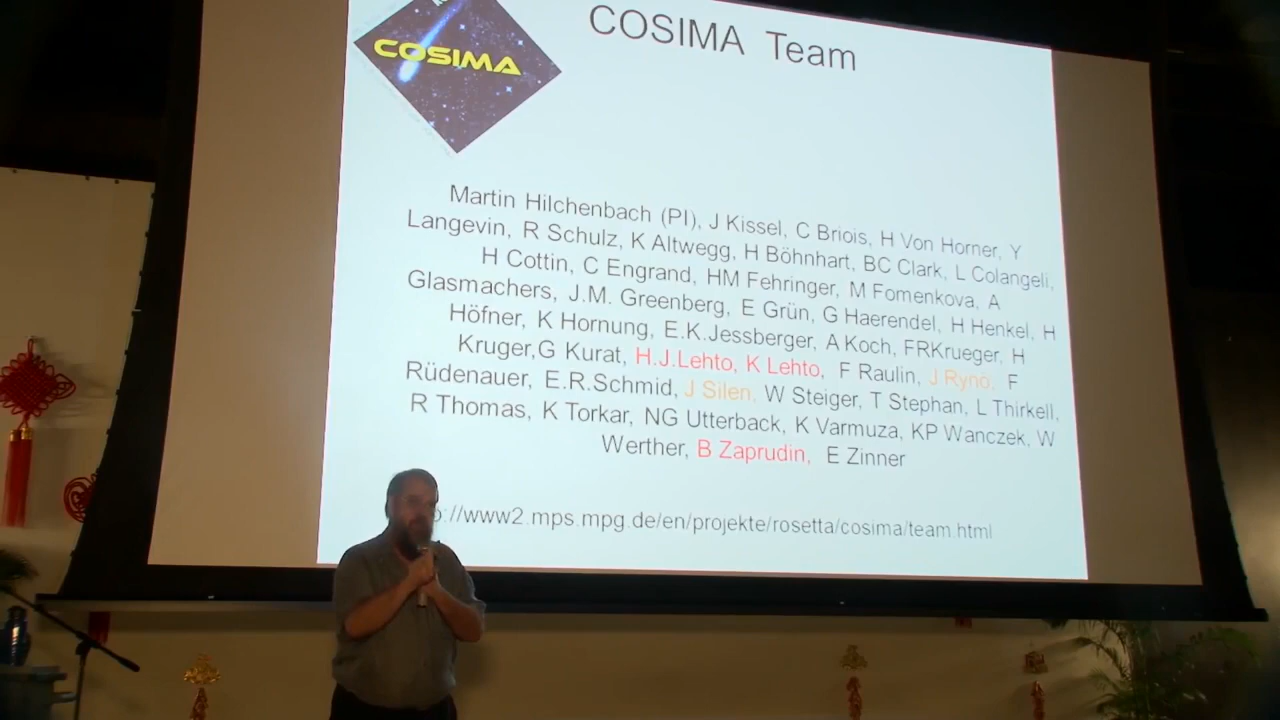 COSIMA Team
COSIMA
Martin Hilchenbach (PI), J Kissel, C Briois, H Von Horner, Y
Langevin, R Schulz, K Altwegg, H Böhnhart, BC Clark, L Colangeli,
H Cottin, C Engrand, HM Fehringer, M Fomenkova, A
Glasmachers, J.M. Greenberg, E Grün, G Haerendel, H Henkel, H
Höfner, K Hornung, E.K.Jessberger, A Koch, FRKrueger, H
Kruger,G Kurat, H.J.Lehto, K Lehto, F Raulin, J Rynö, F
Rüdenauer, E.R.Schmid, J Silen, W Steiger, T Stephan, L Thirkell,
R Thomas, K Torkar, NG Utterback, K Varmuza, KP Wanczek, W
Werther, B Zaprudin, E Zinner
://www2.mps.mpg.de/en/projekte/rosetta/cosima/team.html